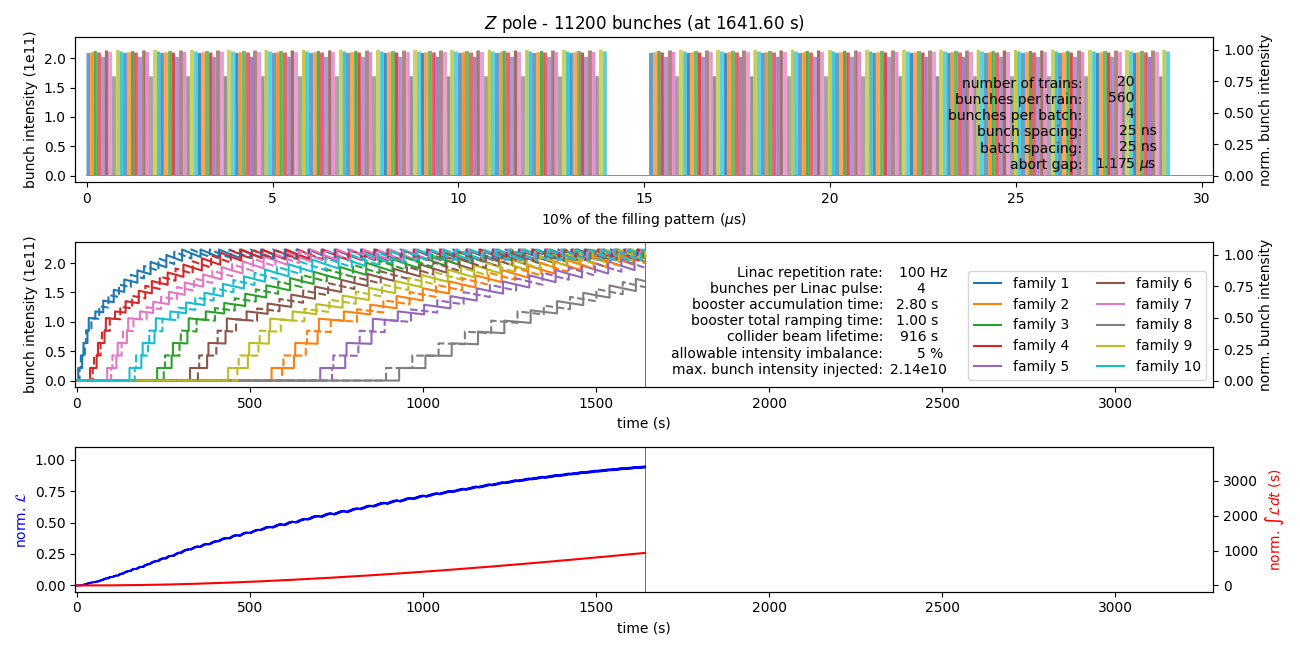 Z pole - 11200 bunches (at 1641.60 s)
bunch intensity (1e11)
2.0
1.5
1.0
0.5
0.0
1.00
0.75
0.50
0.25
0.00
norm. bunch intensity
number of trains: 20
bunches per train: 560
bunches per batch: 4
bunch spacing: 25 ns
batch spacing: 25 ns
abort gap: 1.175 μs
0 5 10 15 20 25 30
10% of the filling pattern (μs)
bunch intensity (1e11)
2.0
1.5
1.0
0.5
0.0
Linac repetition rate: 100 Hz
bunches per Linac pulse: 4
booster accumulation time: 2.80 s
booster total ramping time: 1.00 s
collider beam lifetime: 916 s
allowable intensity imbalance: 5 %
max. bunch intensity injected: 2.14e10
family 1
family 2
family 3
family 4
family 5
family 6
family 7
family 8
family 9
family 10
1.00
0.75
0.50
0.25
0.00
norm. bunch intensity
0 500 1000 1500 2000 2500 3000
time (s)
norm. ℒ
1.00
0.75
0.50
0.25
0.00
3000
2000
1000
0
norm. ∫ℒdt (s)
0 500 1000 1500 2000 2500 3000
time (s)